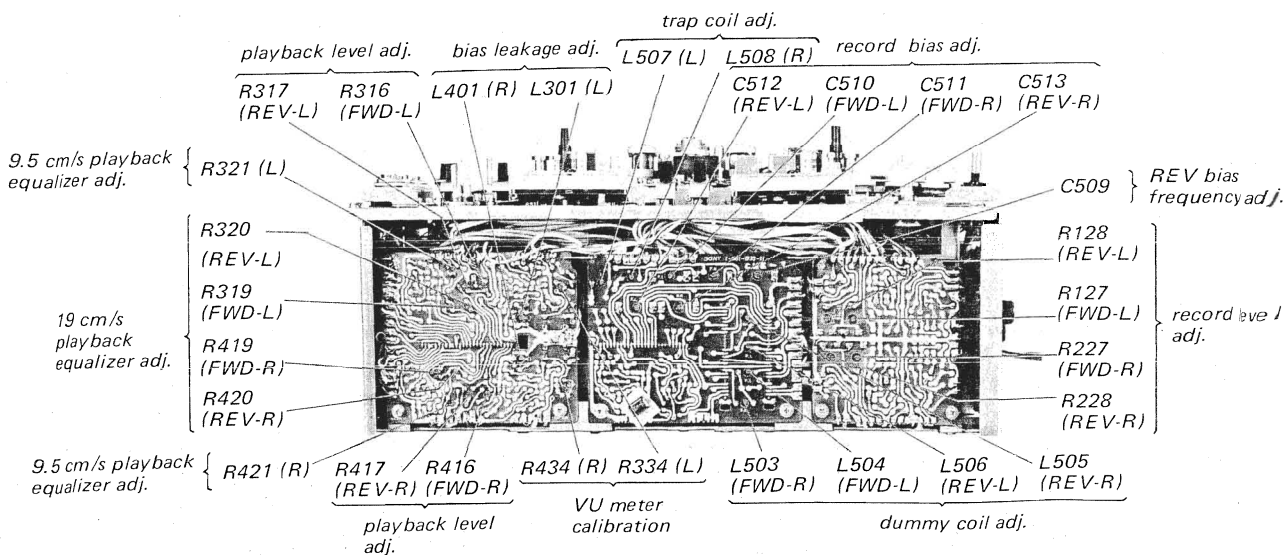 trap coil adj.
playback level adj.
bias leakage adj.
L507 (L)
L508 (R)
record bias adj.
R317
(REV-L)
R316
(FWD-L)
L401 (R)
L301 (L)
C512
(REV-L)
C510
(FWD-L)
C511
(FWD-R)
C513
(REV-R)
9.5 cm/s playback
equalizer adj.
R321 (L)
C509
REV bias
frequency adj.
R320
(REV-L)
R319
(FWD-L)
R419
(FWD-R)
R420
(REV-R)
19 cm/s
playback
equalizer adj.
R128
(REV-L)
R127
(FWD-L)
R227
(FWD-R)
R228
(REV-R)
record level
adj.
9.5 cm/s playback
equalizer adj.
R421 (R)
R417
(REV-R)
R416
(FWD-R)
playback level
adj.
R434 (R)
R334 (L)
VU meter
calibration
L503
(FWD-R)
L504
(FWD-L)
L506
(REV-L)
L505
(REV-R)
dummy coil adj.